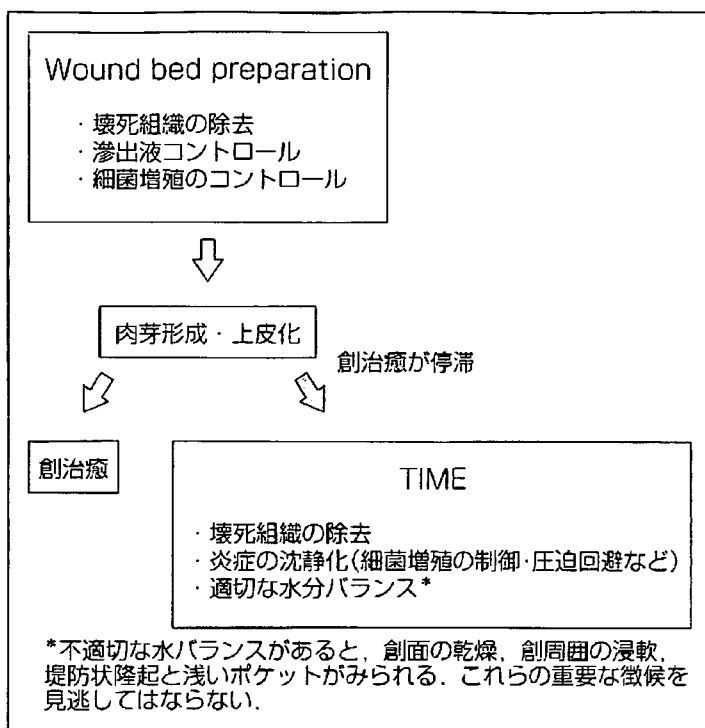 Wound bed preparation
・壊死組織の除去
・滲出液コントロール
・細菌増殖のコントロール
肉芽形成・上皮化
創治癒が停滞
創治癒
TIME
・壊死組織の除去
・炎症の沈静化(細菌増殖の制御・圧迫回避など)
・適切な水分バランス*
*不適切な水バランスがあると，創面の乾燥，創周囲の浸軟，
堤防状隆起と浅いポケットがみられる．これらの重要な徴候を
見逃してはならない．